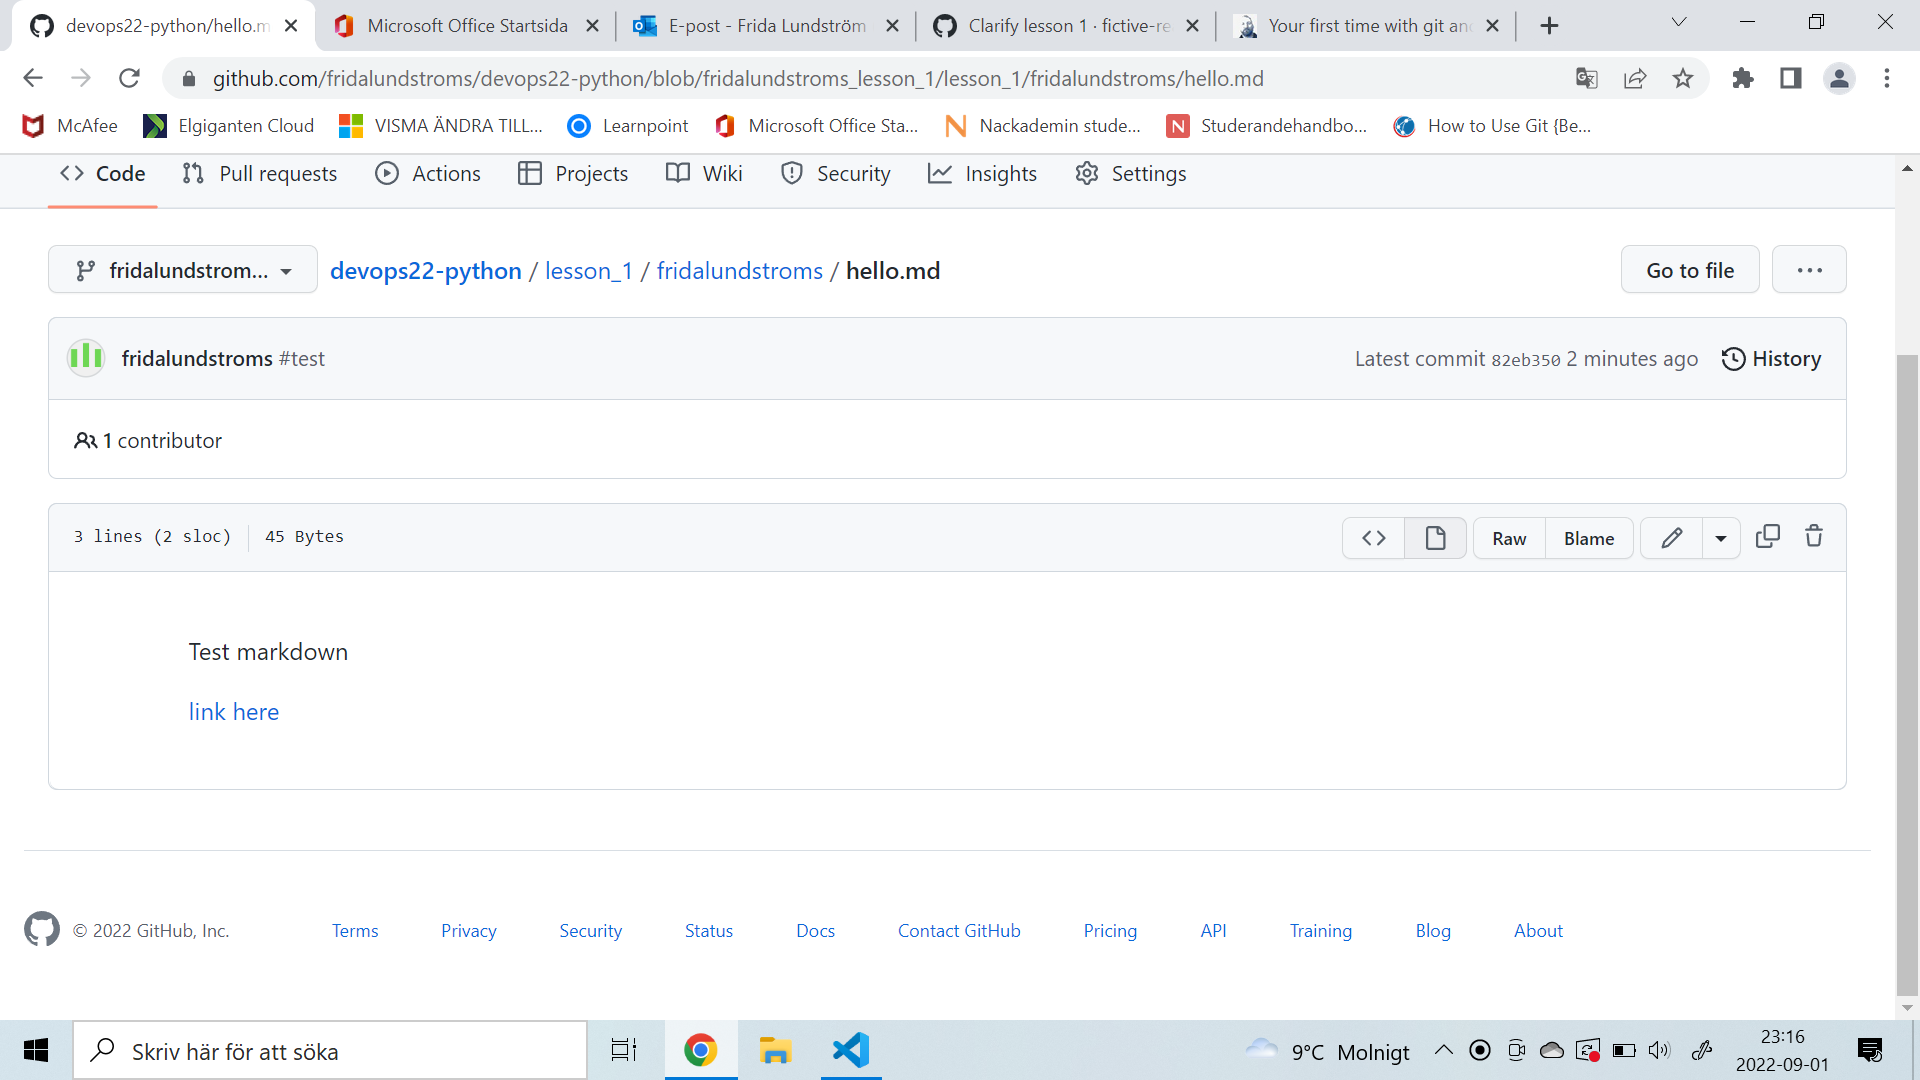 devops22-python/hello.m
Microsoft Office Startsida
E-post - Frida Lundström
Clarify lesson 1 · fictive-re
Your first time with git an
github.com/fridalundstroms/devops22-python/blob/fridalundstroms_lesson_1/lesson_1/fridalundstroms/hello.md
McAfee
Elgiganten Cloud
VISMA ÄNDRA TILL...
Learnpoint
Microsoft Office Sta...
Nackademin stude...
Studerandehandbo...
How to Use Git {Be...
Code
Pull requests
Actions
Projects
Wiki
Security
Insights
Settings
fridalundstrom...
devops22-python / lesson_1 / fridalundstroms / hello.md
Go to file
fridalundstroms #test
Latest commit 82eb350 2 minutes ago
History
1 contributor
3 lines (2 sloc)
45 Bytes
Raw
Blame
Test markdown
link here
© 2022 GitHub, Inc.
Terms
Privacy
Security
Status
Docs
Contact GitHub
Pricing
API
Training
Blog
About
Skriv här för att söka
9°C Molnigt
23:16
2022-09-01